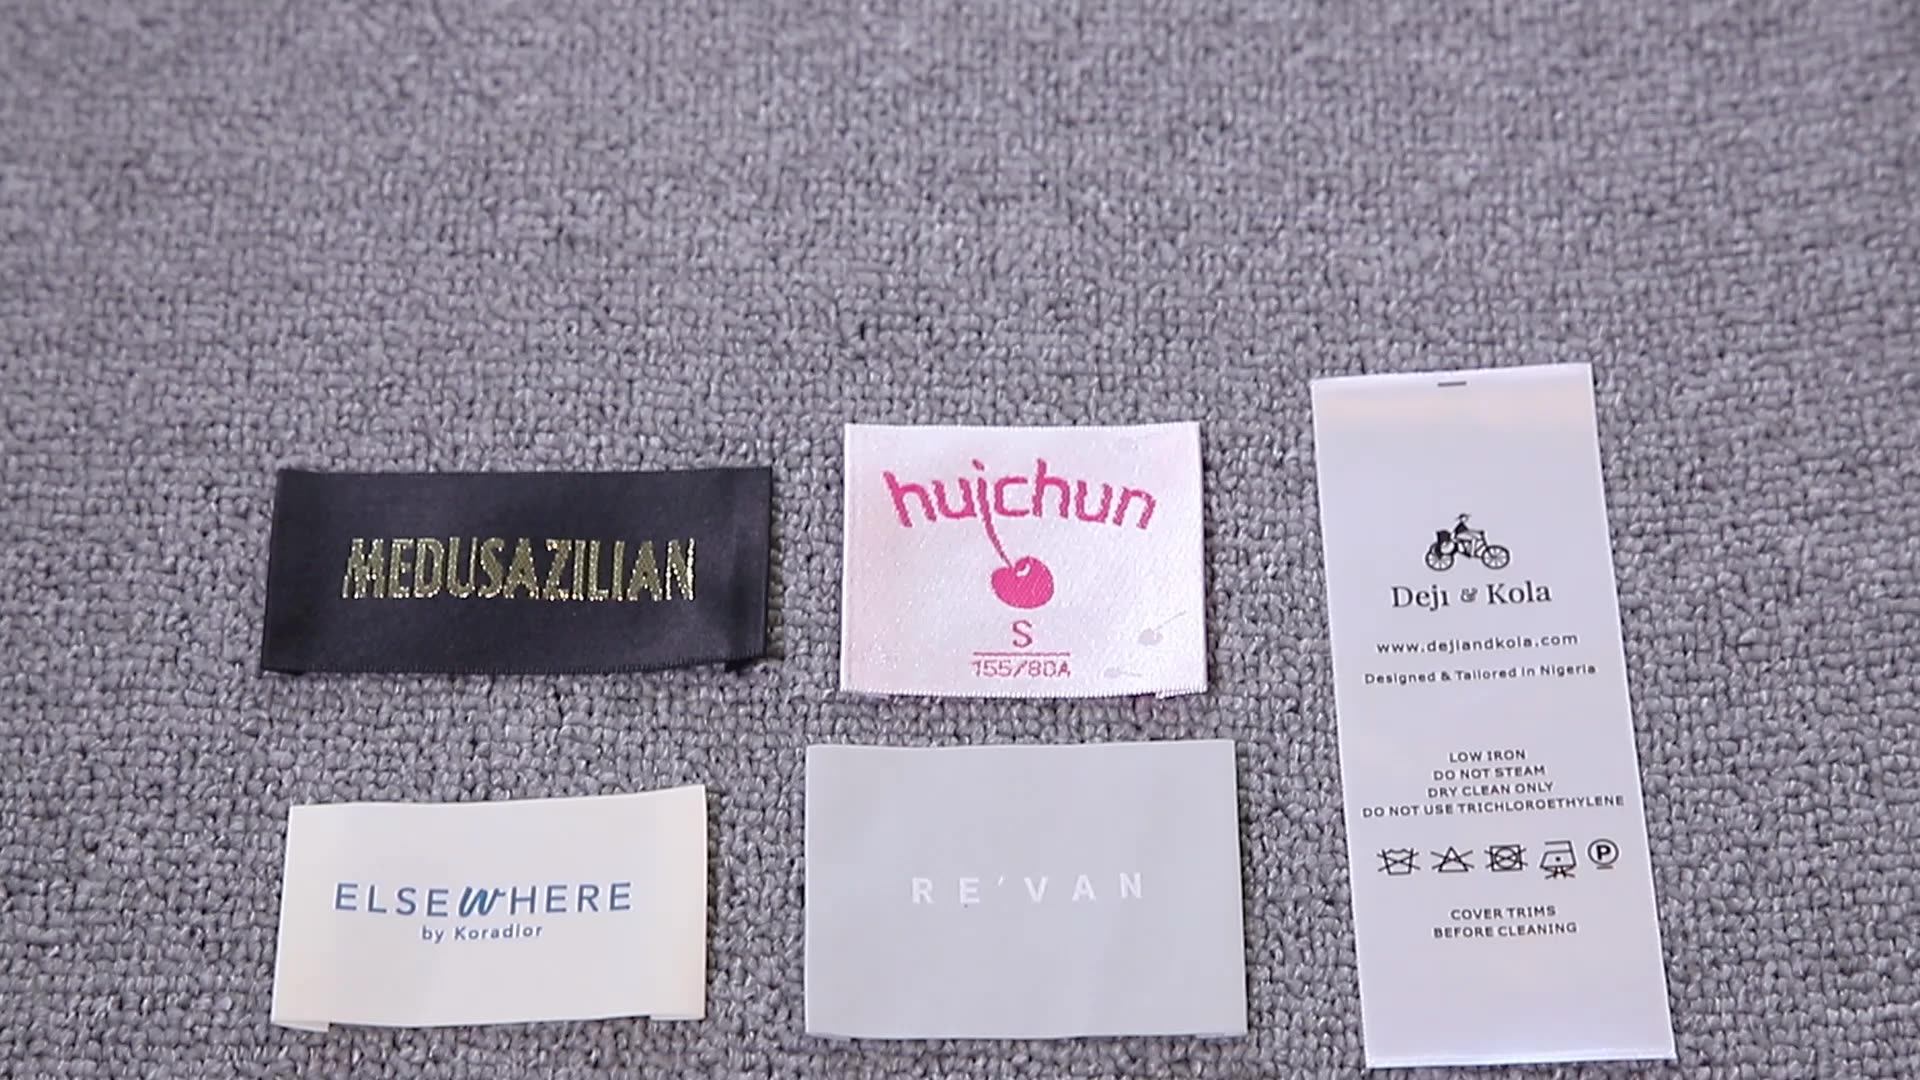 MEDUSAZILIAN
huichun
S
155/80A
Deji & Kola
www.dejiandkola.com
Designed & Tailored in Nigeria
LOW IRON
DO NOT STEAM
DRY CLEAN ONLY
DO NOT USE TRICHLOROETHYLENE
P
COVER TRIMS
BEFORE CLEANING
ELSEWHERE
by Koradior
RE'VAN